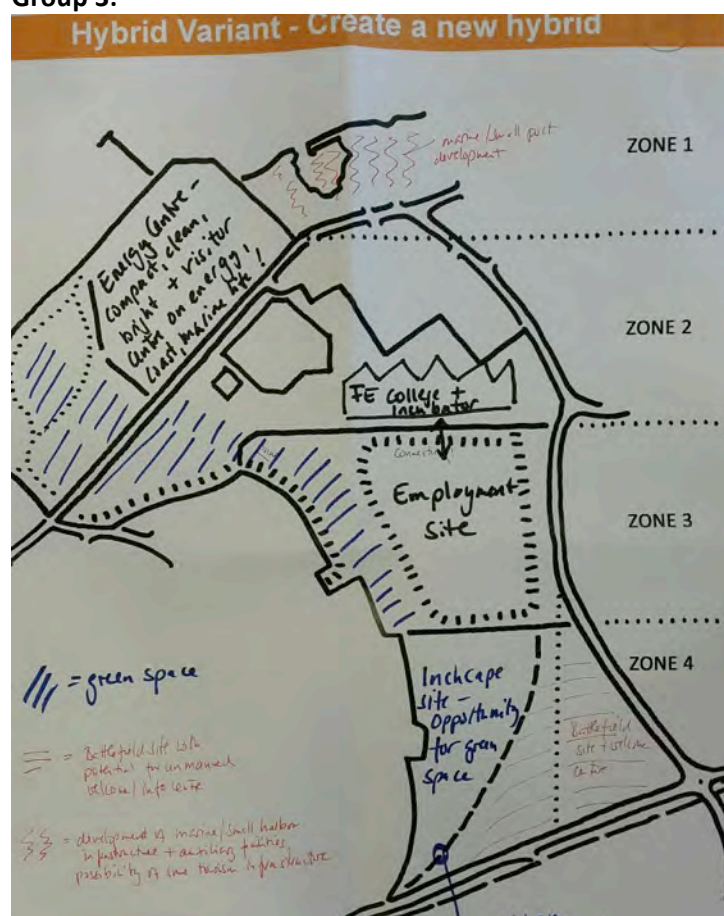 Group 3:
Hybrid Variant - Create a new hybrid
marine/small port
development
ZONE 1
Energy Centre -
compact, clean,
bright + visitor
centre on energy,
coast, marine life!
ZONE 2
FE College +
Incubator
Connection
Employment
Site
ZONE 3
ZONE 4
/// = green space
Inchcape
site -
Opportunity
for green
space
Battlefield
site + welcome
centre
= Battlefield site with
potential for unmanned
welcome/info centre
= development of marine/small harbor
infrastructure + auxiliary facilities,
possibility of some tourism infrastructure